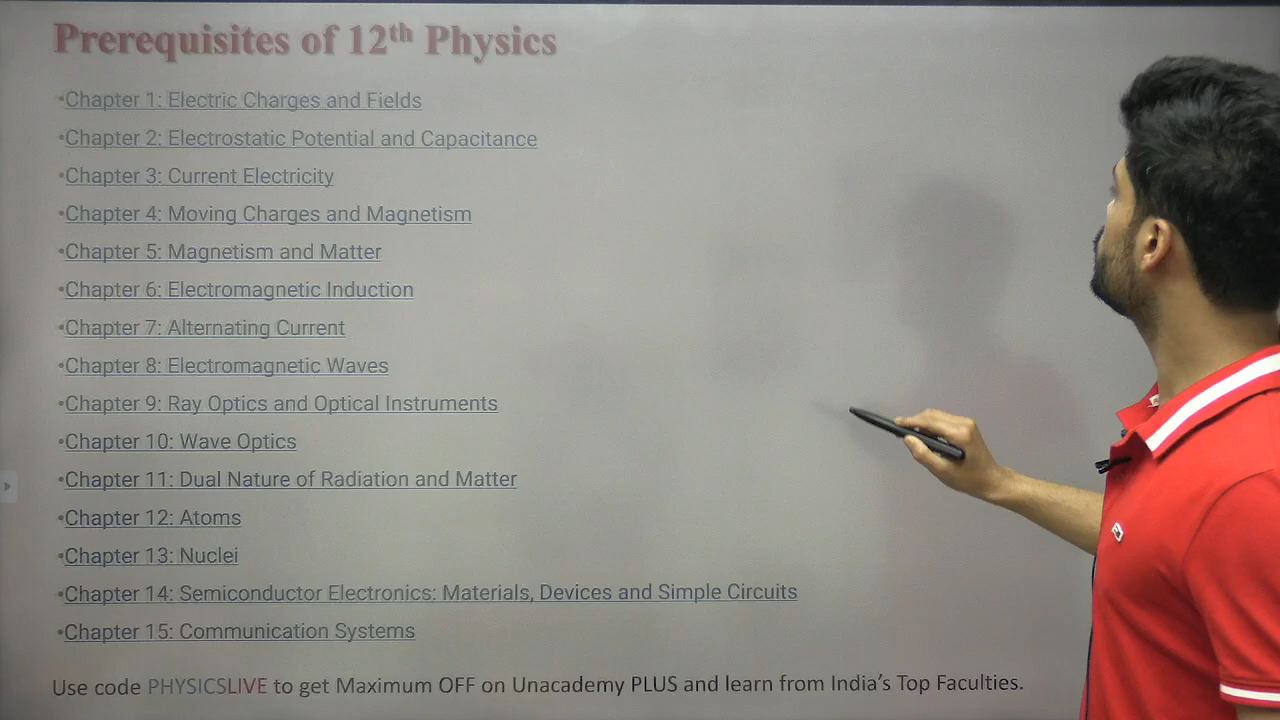 Prerequisites of 12th Physics
•Chapter 1: Electric Charges and Fields
•Chapter 2: Electrostatic Potential and Capacitance
•Chapter 3: Current Electricity
•Chapter 4: Moving Charges and Magnetism
•Chapter 5: Magnetism and Matter
•Chapter 6: Electromagnetic Induction
•Chapter 7: Alternating Current
•Chapter 8: Electromagnetic Waves
•Chapter 9: Ray Optics and Optical Instruments
•Chapter 10: Wave Optics
•Chapter 11: Dual Nature of Radiation and Matter
•Chapter 12: Atoms
•Chapter 13: Nuclei
•Chapter 14: Semiconductor Electronics: Materials, Devices and Simple Circuits
•Chapter 15: Communication Systems
Use code PHYSICSLIVE to get Maximum OFF on Unacademy PLUS and learn from India’s Top Faculties.